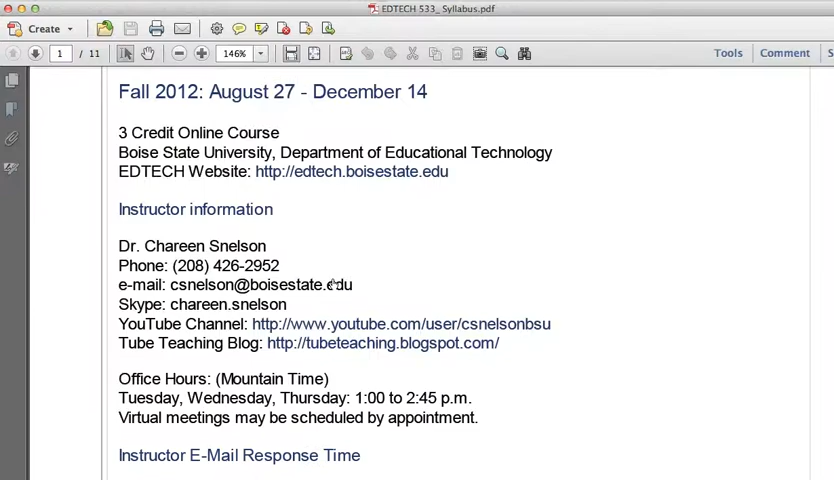 EDTECH 533_ Syllabus.pdf
Create
1 / 11
146%
Tools
Comment
S
Fall 2012: August 27 - December 14
3 Credit Online Course
Boise State University, Department of Educational Technology
EDTECH Website: http://edtech.boisestate.edu
Instructor information
Dr. Chareen Snelson
Phone: (208) 426-2952
e-mail: csnelson@boisestate.edu
Skype: chareen.snelson
YouTube Channel: http://www.youtube.com/user/csnelsonbsu
Tube Teaching Blog: http://tubeteaching.blogspot.com/
Office Hours: (Mountain Time)
Tuesday, Wednesday, Thursday: 1:00 to 2:45 p.m.
Virtual meetings may be scheduled by appointment.
Instructor E-Mail Response Time